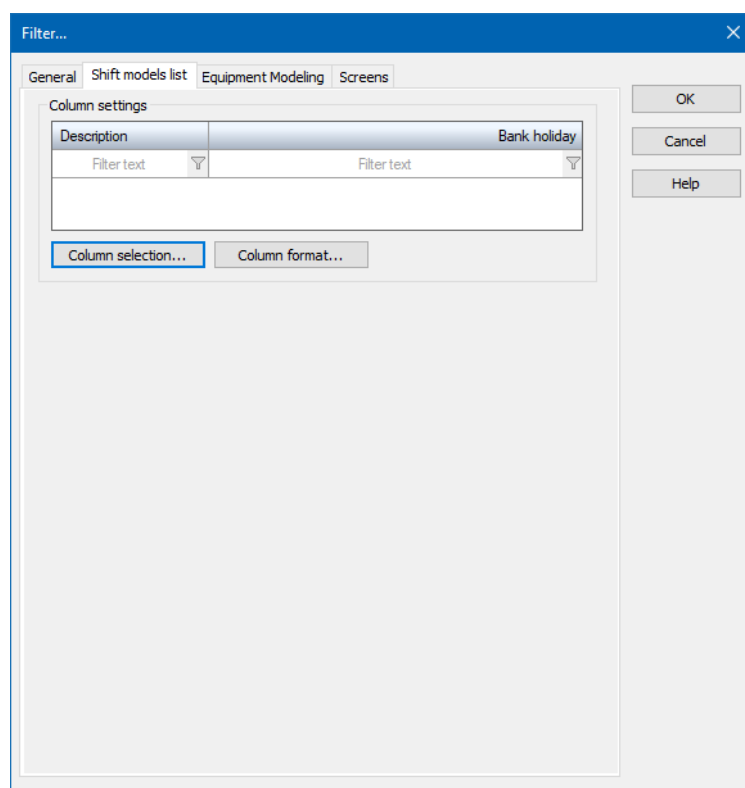 Filter...
General Shift models list Equipment Modeling Screens
Column settings
Description Bank holiday
Filter text Filter text
Column selection... Column format...
OK
Cancel
Help